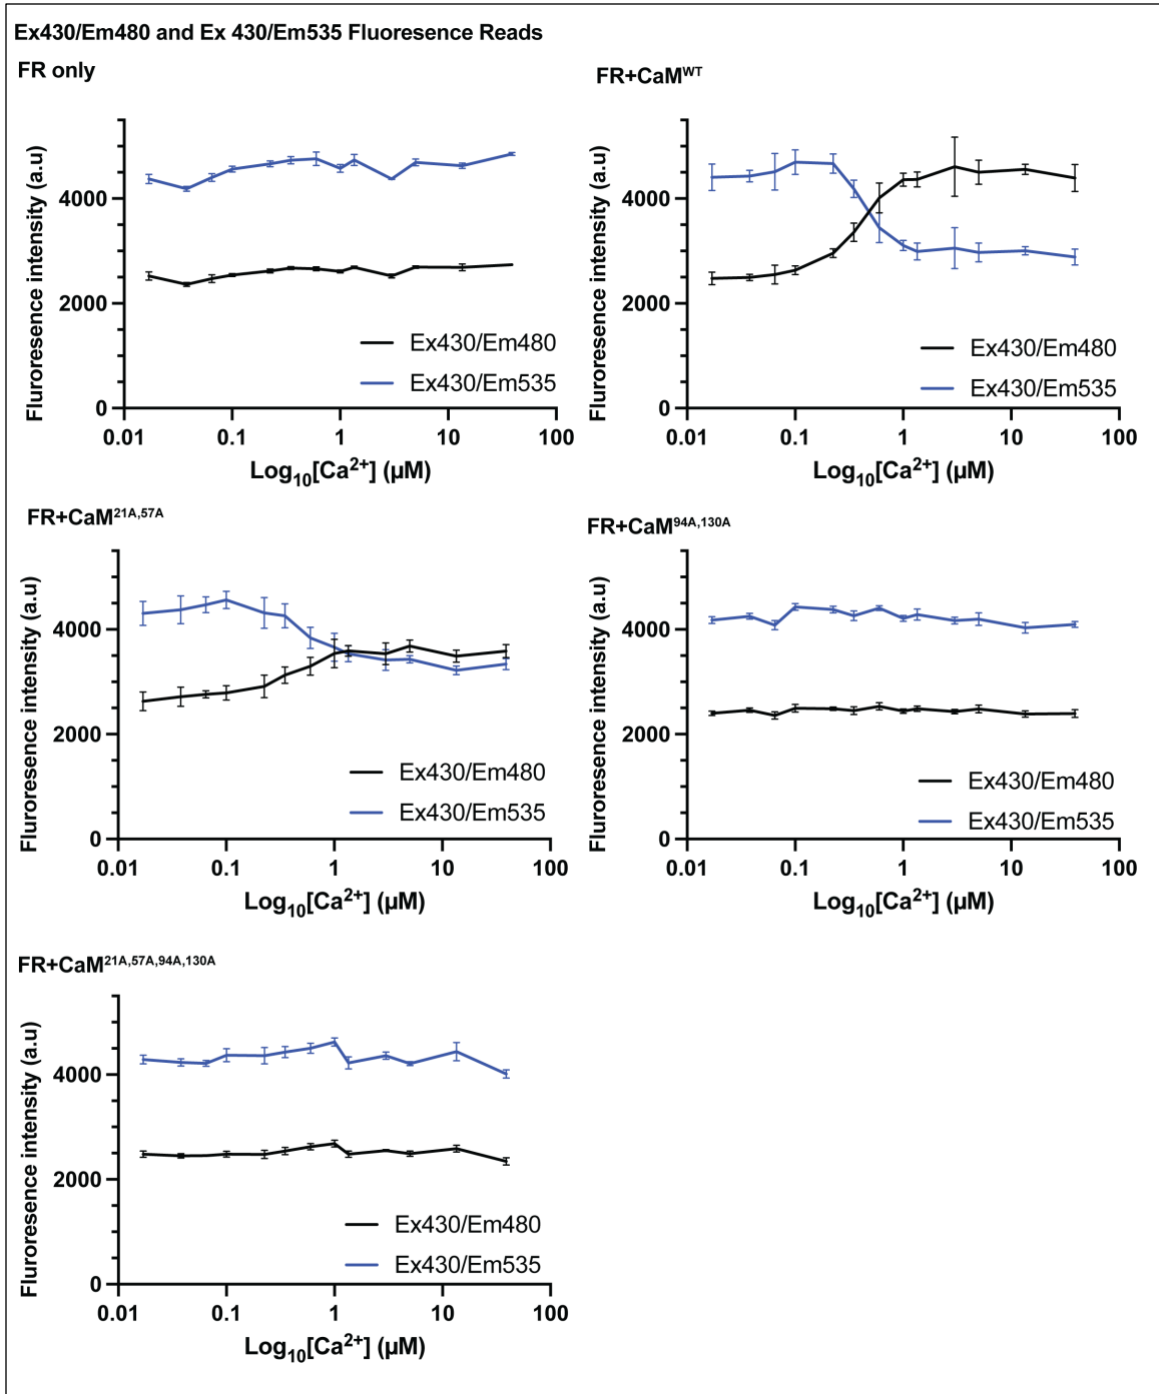 Ex430/Em480 and Ex 430/Em535 Fluoresence Reads
FR only
Fluroresence intensity (a.u)
4000
2000
0
Ex430/Em480
Ex430/Em535
0.01 0.1 1 10 100
Log10[Ca2+] (µM)
FR+CaMWT
Fluroresence intensity (a.u)
4000
2000
0
Ex430/Em480
Ex430/Em535
0.01 0.1 1 10 100
Log10[Ca2+] (µM)
FR+CaM21A,57A
Fluroresence intensity (a.u)
4000
2000
0
Ex430/Em480
Ex430/Em535
0.01 0.1 1 10 100
Log10[Ca2+] (µM)
FR+CaM94A,130A
Fluroresence intensity (a.u)
4000
2000
0
Ex430/Em480
Ex430/Em535
0.01 0.1 1 10 100
Log10[Ca2+] (µM)
FR+CaM21A,57A,94A,130A
Fluroresence intensity (a.u)
4000
2000
0
Ex430/Em480
Ex430/Em535
0.01 0.1 1 10 100
Log10[Ca2+] (µM)